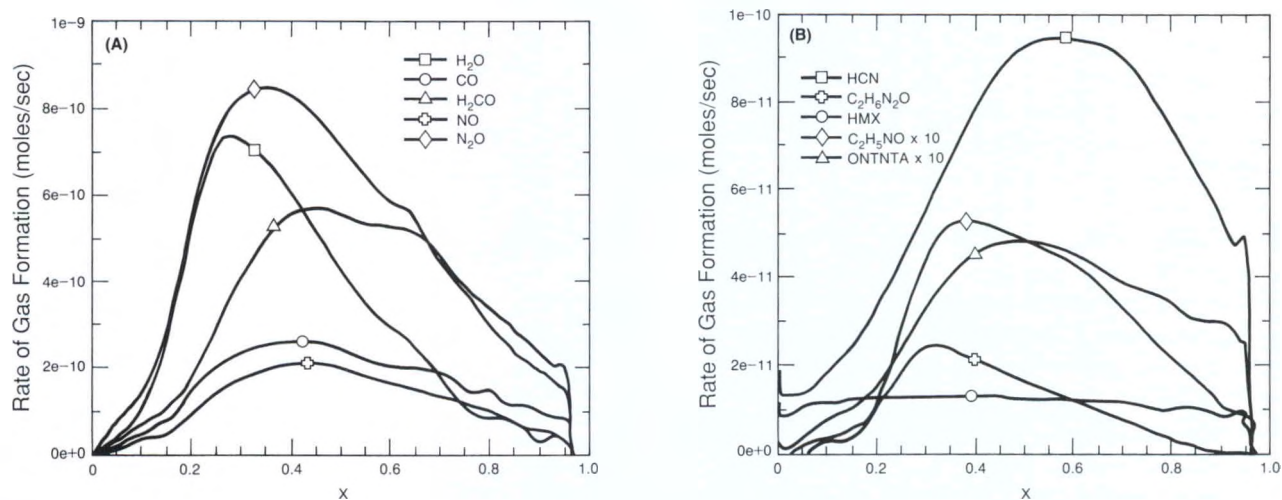 (A)
Rate of Gas Formation (moles/sec)
1e-9
8e-10
6e-10
4e-10
2e-10
0e+0
H₂O
CO
H₂CO
NO
N₂O
0 0.2 0.4 0.6 0.8 1.0
X
(B)
Rate of Gas Formation (moles/sec)
1e-10
8e-11
6e-11
4e-11
2e-11
0e+0
HCN
C₂H₆N₂O
HMX
C₂H₅NO x 10
ONTNTA x 10
0 0.2 0.4 0.6 0.8 1.0
X